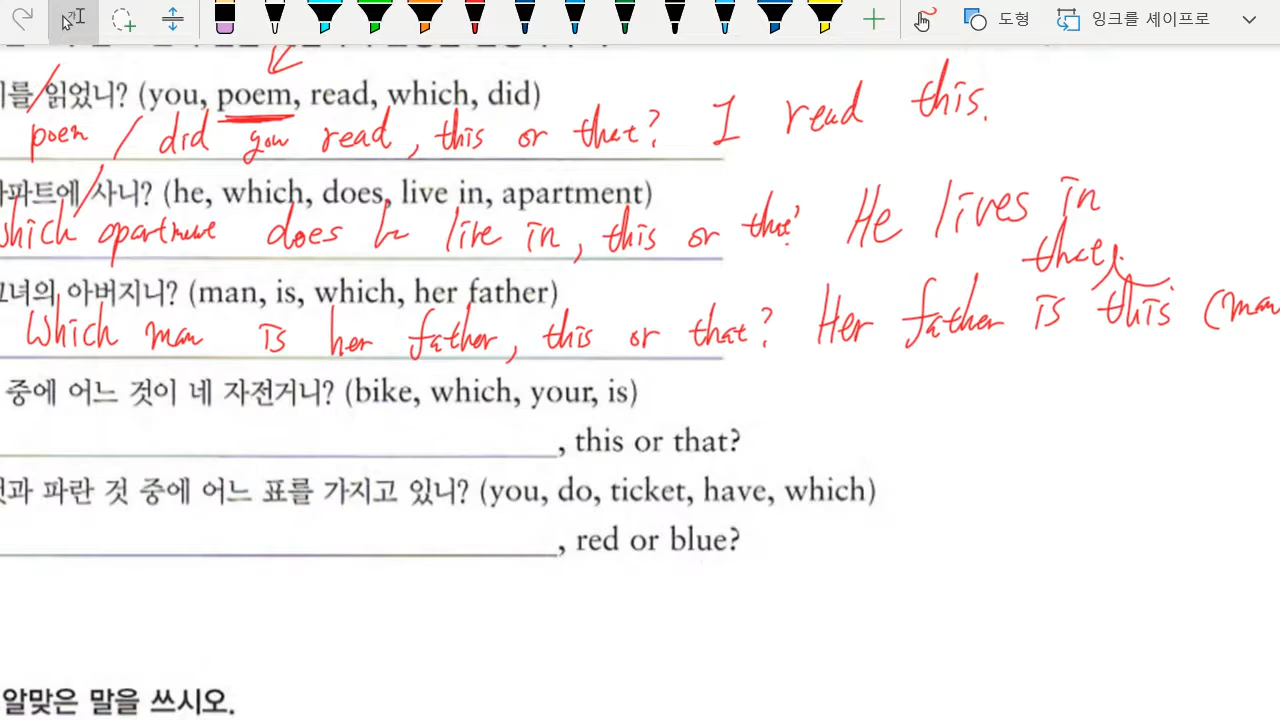 도형 잉크를 셰이프로
를 읽었니? (you, poem, read, which, did)
poem / did you read, this or that? I read this.
파트에 사니? (he, which, does, live in, apartment)
which apartment does he live in, this or that? He lives in that.
녀의 아버지니? (man, is, which, her father)
Which man is her father, this or that? Her father is this (man
중에 어느 것이 네 자전거니? (bike, which, your, is)
, this or that?
과 파란 것 중에 어느 표를 가지고 있니? (you, do, ticket, have, which)
, red or blue?
알맞은 말을 쓰시오.